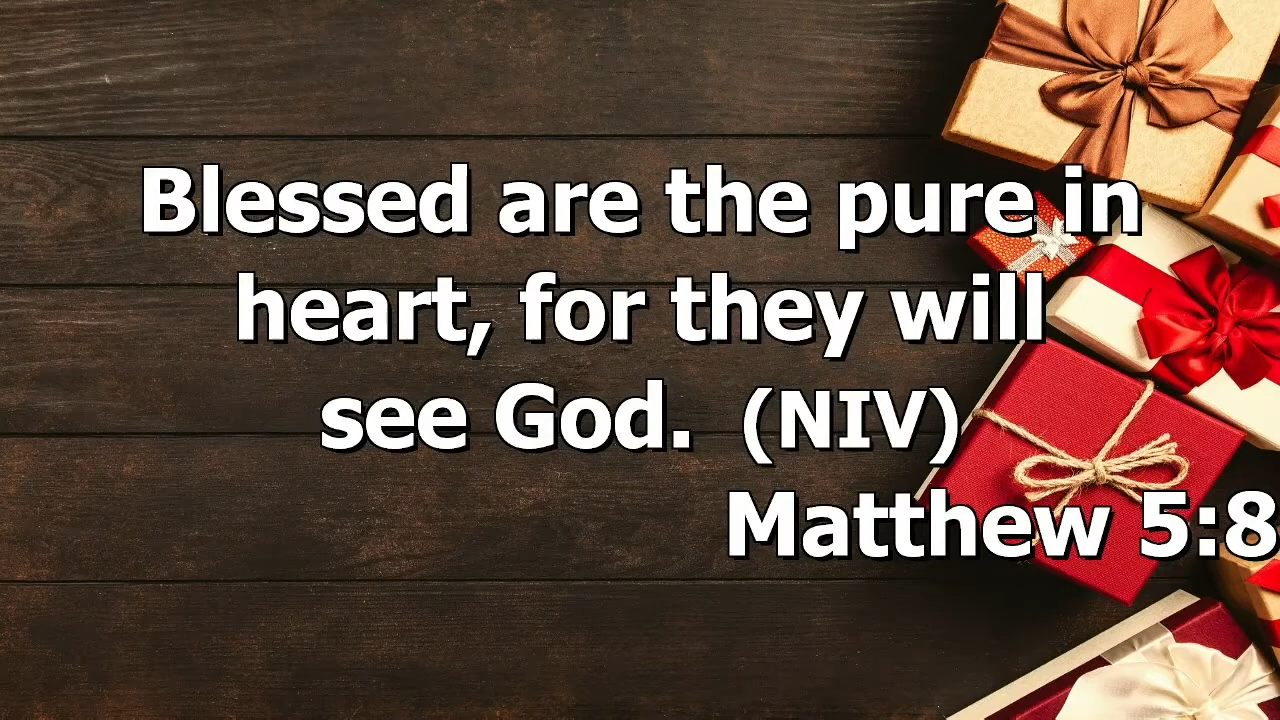 Blessed are the pure in
heart, for they will
see God. (NIV)
Matthew 5:8